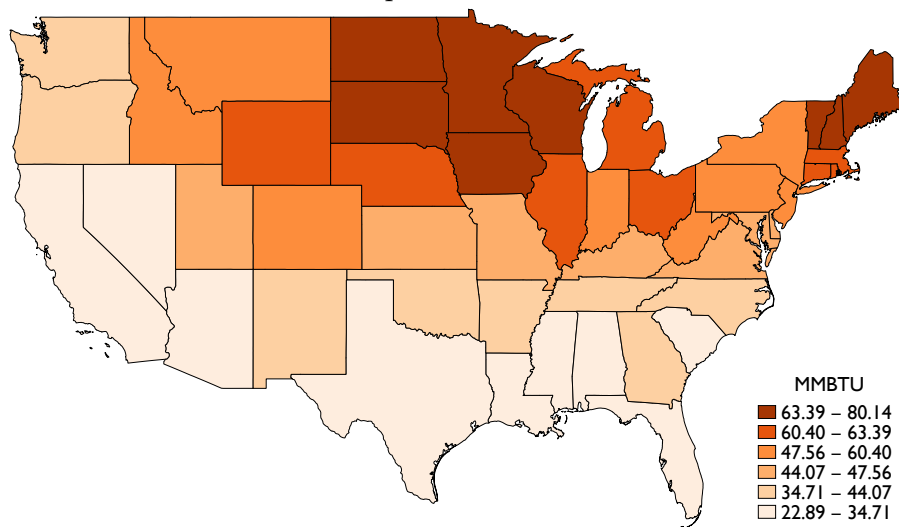 MMBTU
63.39 – 80.14
60.40 – 63.39
47.56 – 60.40
44.07 – 47.56
34.71 – 44.07
22.89 – 34.71